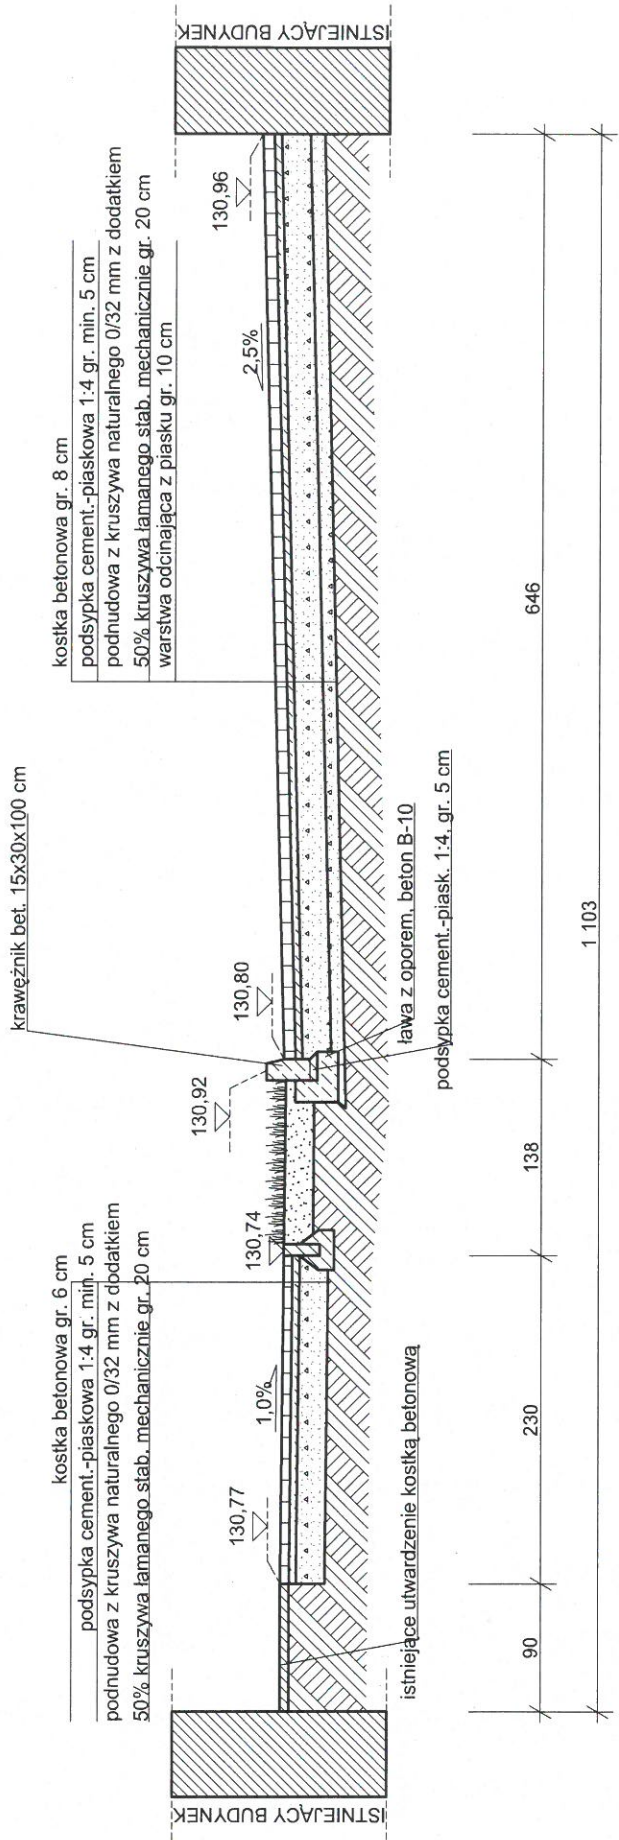 ISTNIEJĄCY BUDYNEK
kostka betonowa gr. 6 cm
podsypka cement.-piaskowa 1:4 gr. min. 5 cm
podnudowa z kruszywa naturalnego 0/32 mm z dodatkiem
50% kruszywa łamanego stab. mechanicznie gr. 20 cm
130,77
1,0%
130,74
istniejące utwardzenie kostką betonową
krawężnik bet. 15x30x100 cm
130,92
130,80
ława z oporem, beton B-10
podsypka cement.-piask. 1:4, gr. 5 cm
kostka betonowa gr. 8 cm
podsypka cement.-piaskowa 1:4 gr. min. 5 cm
podnudowa z kruszywa naturalnego 0/32 mm z dodatkiem
50% kruszywa łamanego stab. mechanicznie gr. 20 cm
warstwa odcinająca z piasku gr. 10 cm
2,5%
130,96
ISTNIEJĄCY BUDYNEK
90
230
138
646
1 103